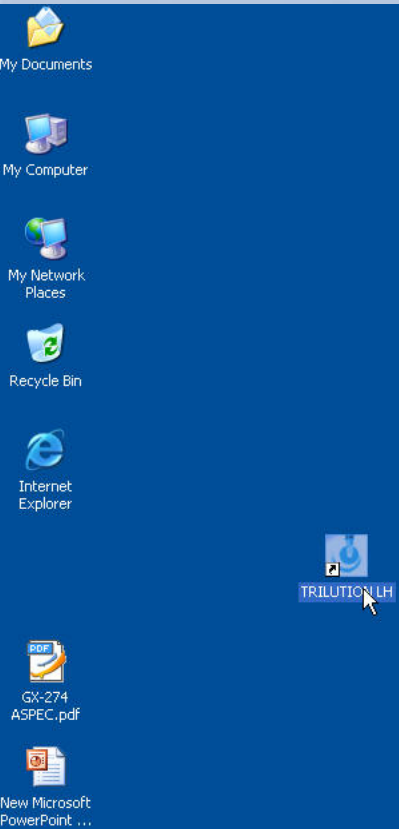 My Documents
My Computer
My Network
Places
Recycle Bin
Internet
Explorer
TRILUTION LH
PDF
GX-274
ASPEC.pdf
New Microsoft
PowerPoint ...